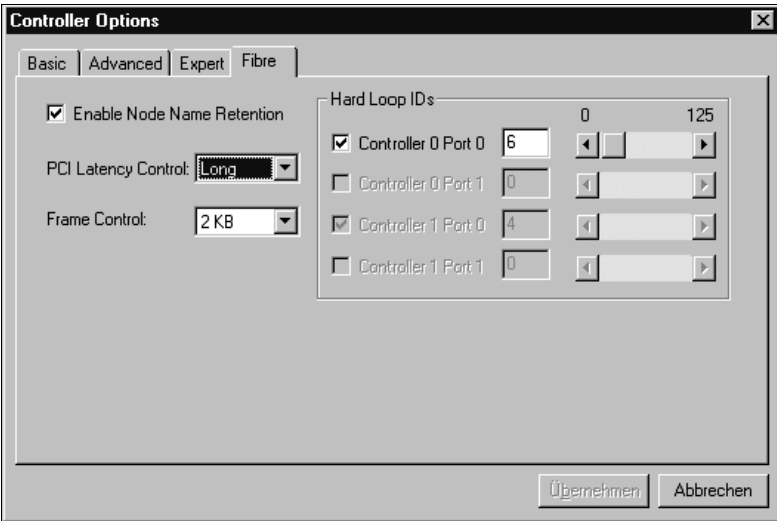 Controller Options
Basic Advanced Expert Fibre
Enable Node Name Retention
PCI Latency Control: Long
Frame Control: 2 KB
Hard Loop IDs
0 125
Controller 0 Port 0 6
Controller 0 Port 1 0
Controller 1 Port 0 4
Controller 1 Port 1 0
Übernehmen Abbrechen